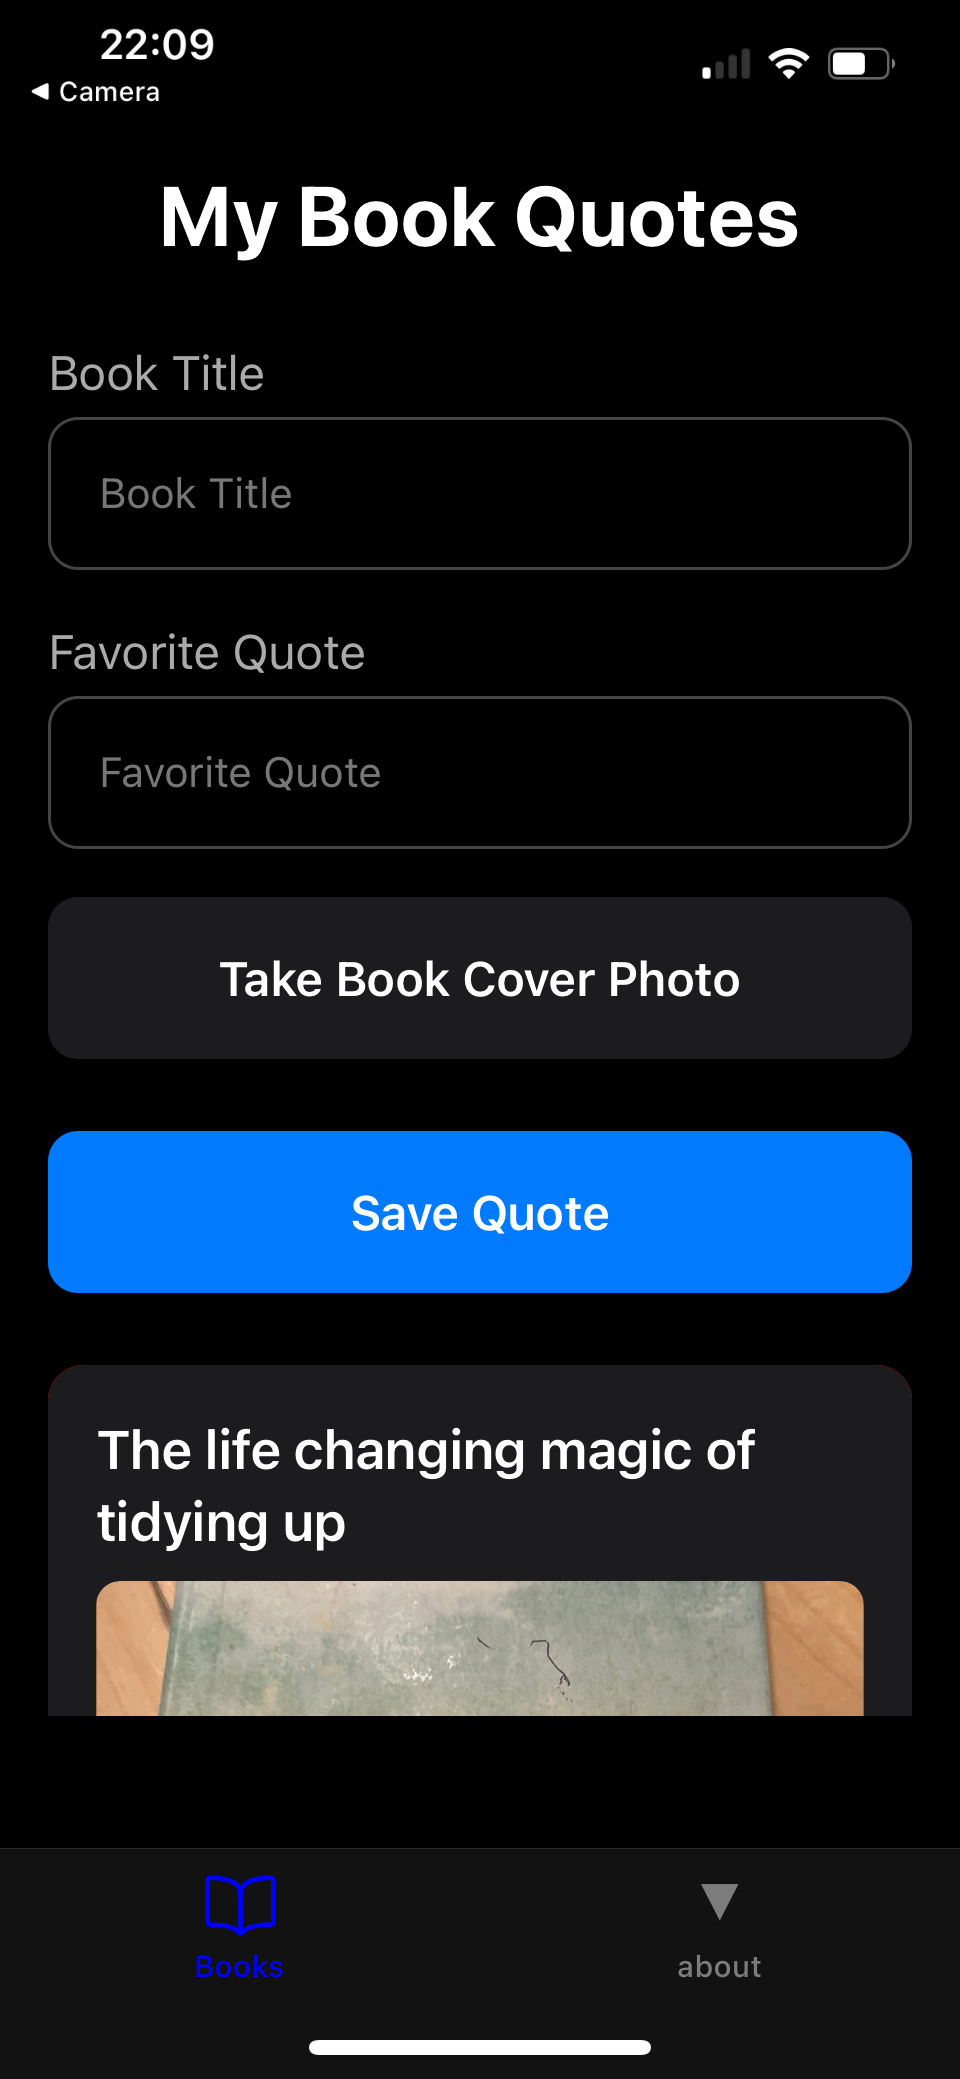 22:09
◀ Camera
My Book Quotes
Book Title
Book Title
Favorite Quote
Favorite Quote
Take Book Cover Photo
Save Quote
The life changing magic of
tidying up
Books
about